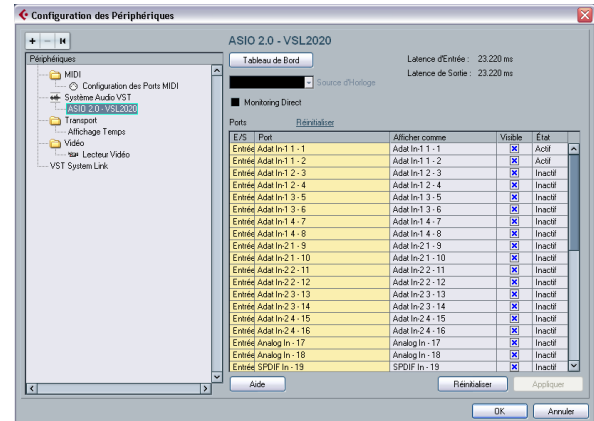 Configuration des Périphériques
Périphériques
MIDI
Configuration des Ports MIDI
Système Audio VST
ASIO 2.0 - VSL2020
Transport
Affichage Temps
Vidéo
Lecteur Vidéo
VST System Link
ASIO 2.0 - VSL2020
Tableau de Bord
Latence d'Entrée : 23.220 ms
Latence de Sortie : 23.220 ms
Source d'Horloge
Monitoring Direct
Ports Réinitialiser
E/S Port Afficher comme Visible État
Entrée Adat In-1 1 - 1 Adat In-1 1 - 1 Actif
Entrée Adat In-1 1 - 2 Adat In-1 1 - 2 Actif
Entrée Adat In-1 2 - 3 Adat In-1 2 - 3 Inactif
Entrée Adat In-1 2 - 4 Adat In-1 2 - 4 Inactif
Entrée Adat In-1 3 - 5 Adat In-1 3 - 5 Inactif
Entrée Adat In-1 3 - 6 Adat In-1 3 - 6 Inactif
Entrée Adat In-1 4 - 7 Adat In-1 4 - 7 Inactif
Entrée Adat In-1 4 - 8 Adat In-1 4 - 8 Inactif
Entrée Adat In-2 1 - 9 Adat In-2 1 - 9 Inactif
Entrée Adat In-2 1 - 10 Adat In-2 1 - 10 Inactif
Entrée Adat In-2 2 - 11 Adat In-2 2 - 11 Inactif
Entrée Adat In-2 2 - 12 Adat In-2 2 - 12 Inactif
Entrée Adat In-2 3 - 13 Adat In-2 3 - 13 Inactif
Entrée Adat In-2 3 - 14 Adat In-2 3 - 14 Inactif
Entrée Adat In-2 4 - 15 Adat In-2 4 - 15 Inactif
Entrée Adat In-2 4 - 16 Adat In-2 4 - 16 Inactif
Entrée Analog In - 17 Analog In - 17 Inactif
Entrée Analog In - 18 Analog In - 18 Inactif
Entrée SPDIF In - 19 SPDIF In - 19 Inactif
Aide Réinitialiser Appliquer
OK Annuler